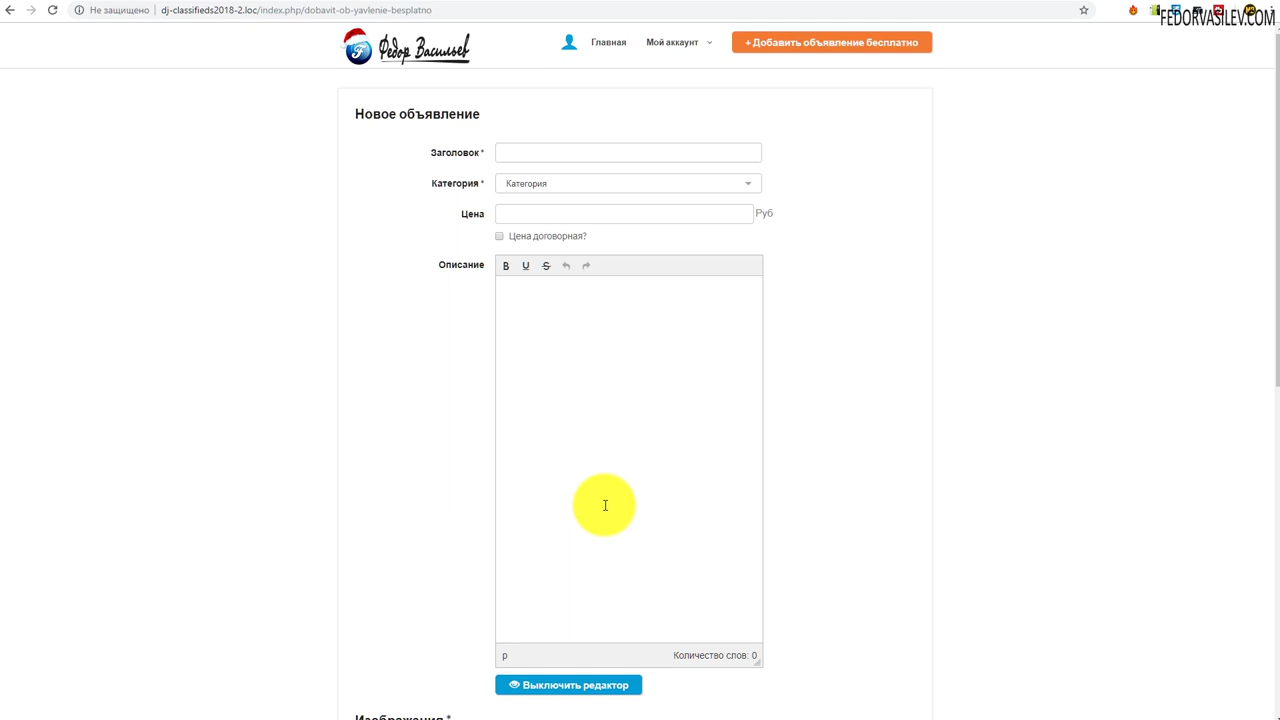 Не защищено
dj-classifieds2018-2.loc/index.php/dobavit-ob-yavlenie-besplatno
FEDORVASILEV.COM
Федор Васильев
Главная
Мой аккаунт
+ Добавить объявление бесплатно
Новое объявление
Заголовок *
Категория *
Категория
Цена
Руб
Цена договорная?
Описание
B U S
p
Количество слов: 0
Выключить редактор
Изображения *